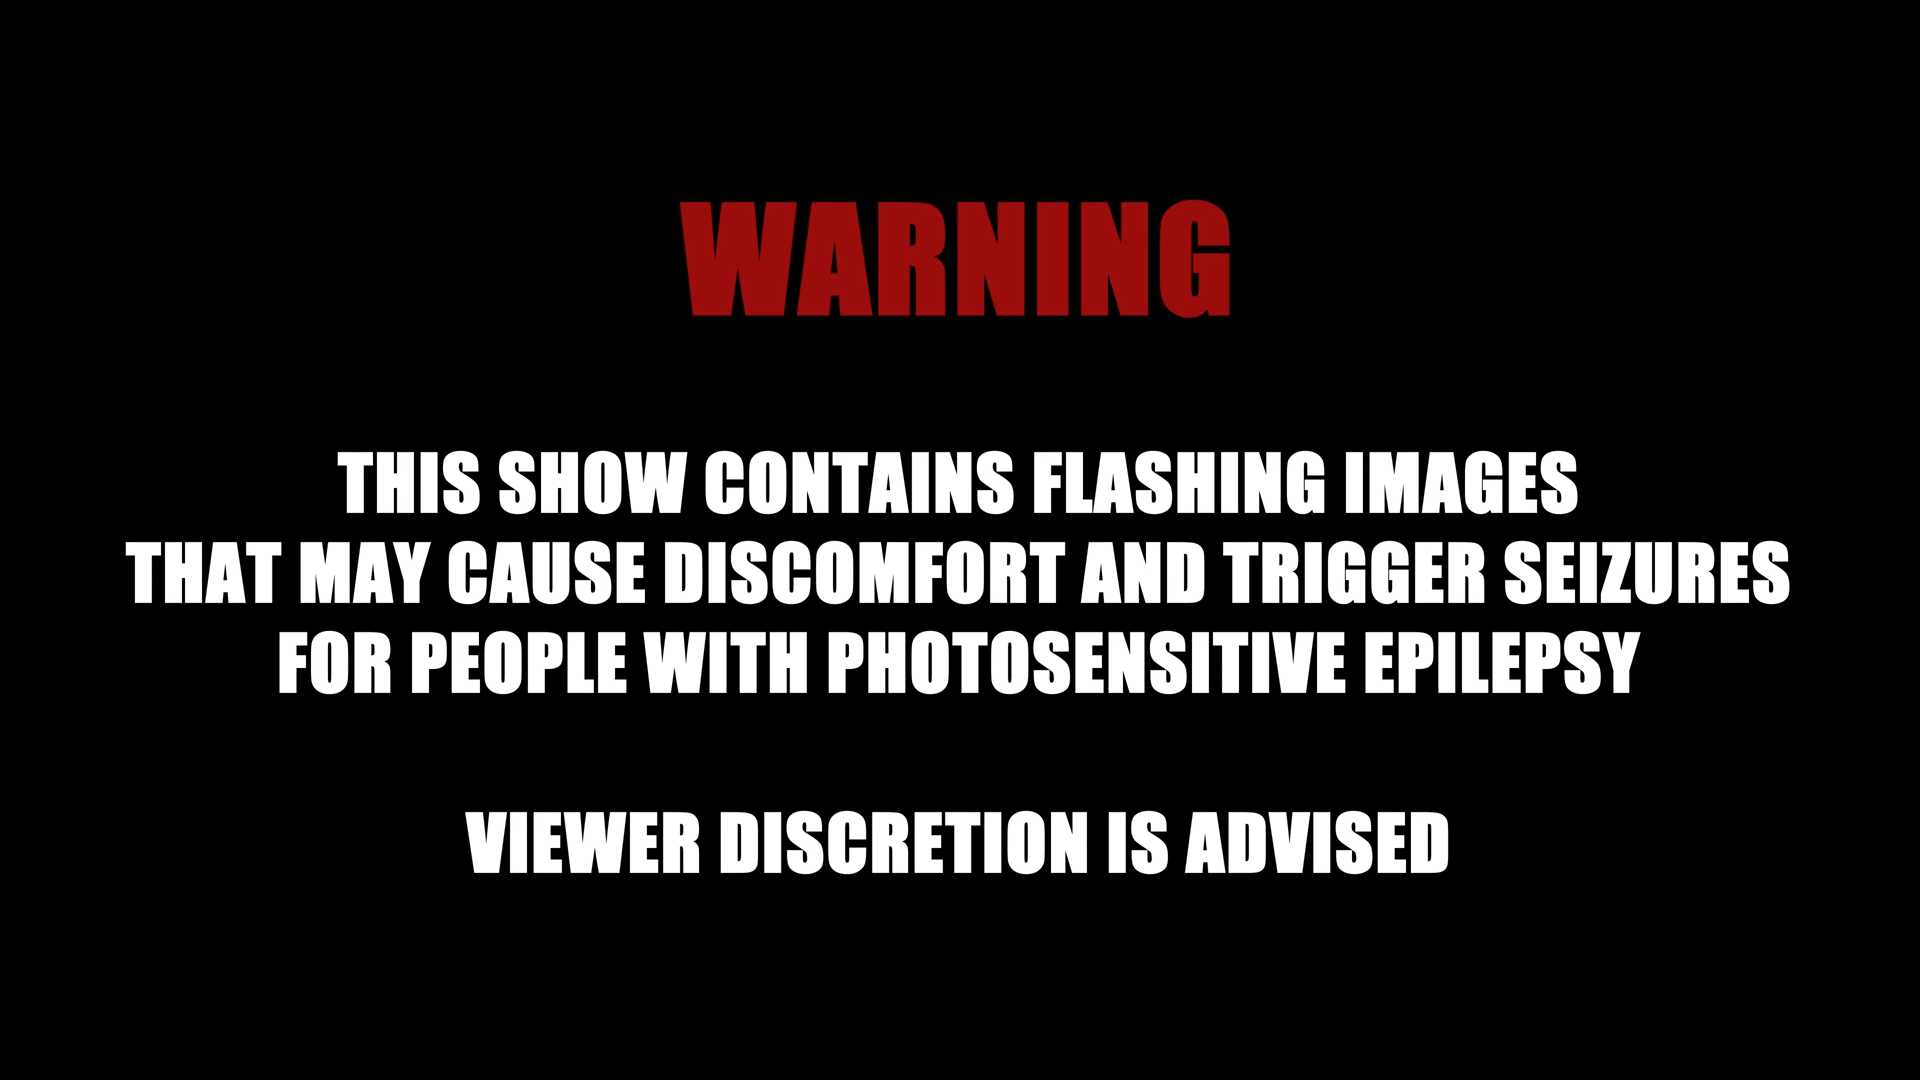 WARNING
THIS SHOW CONTAINS FLASHING IMAGES
THAT MAY CAUSE DISCOMFORT AND TRIGGER SEIZURES
FOR PEOPLE WITH PHOTOSENSITIVE EPILEPSY
VIEWER DISCRETION IS ADVISED